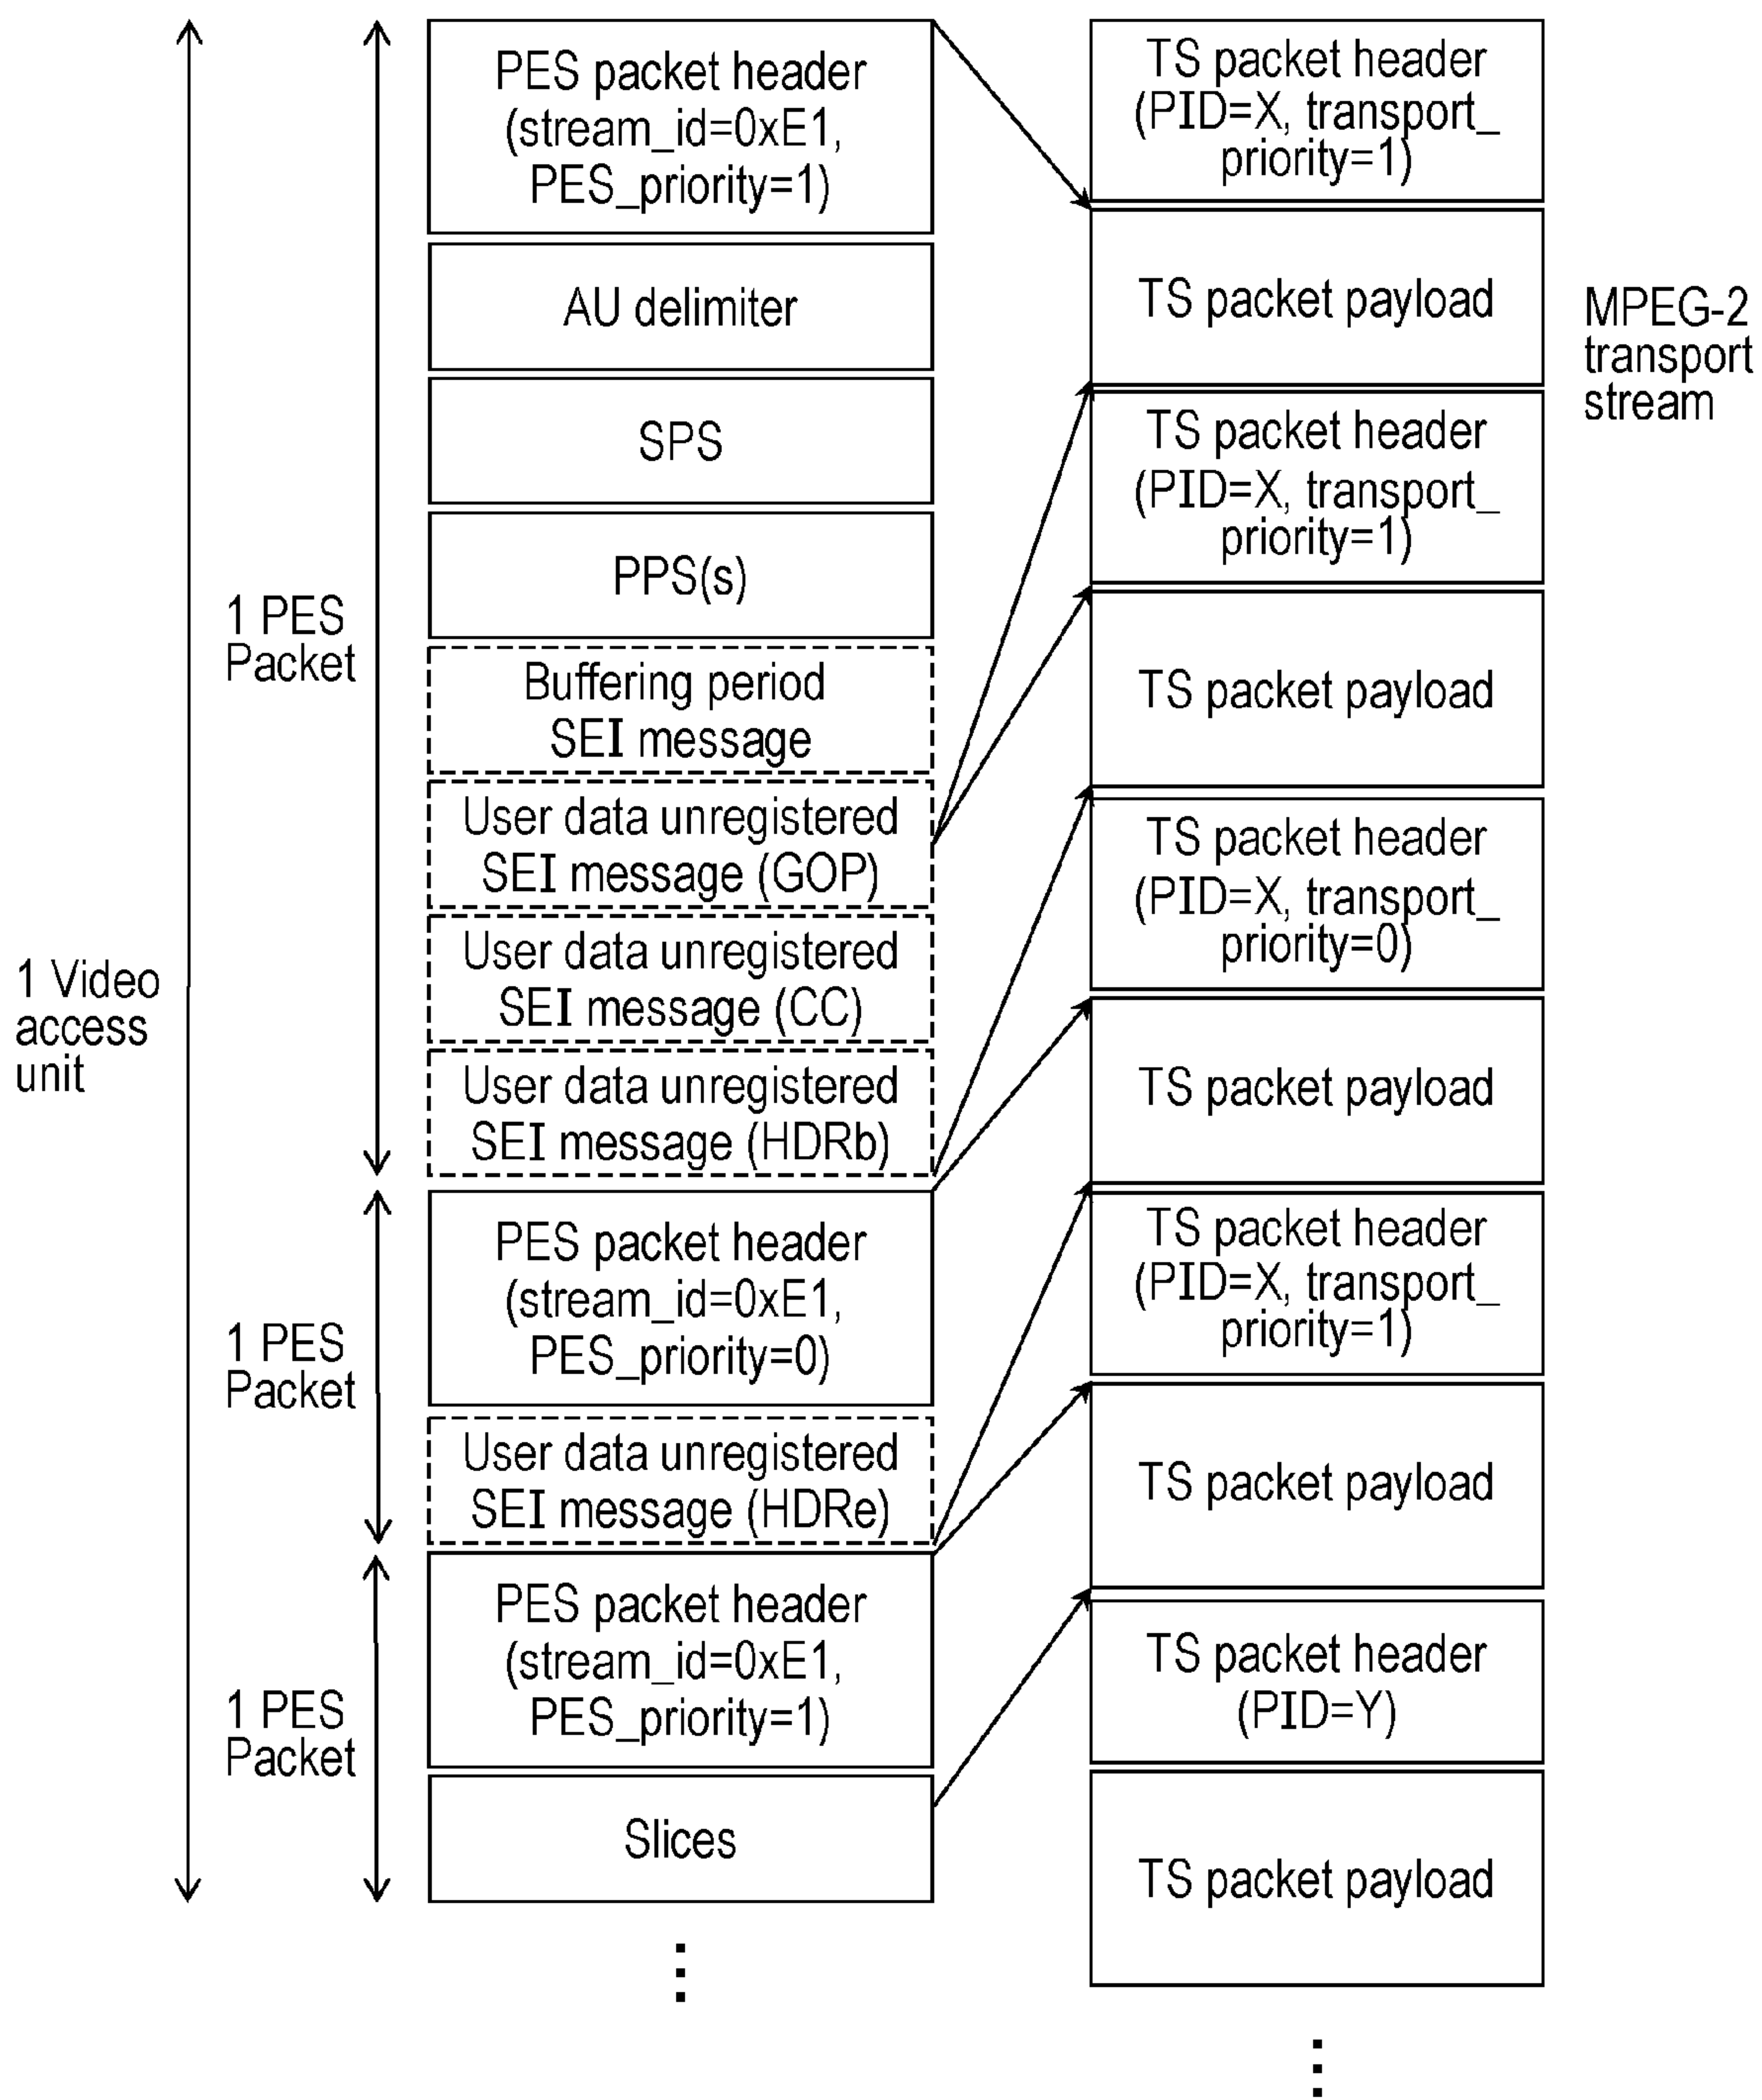 1 Video
access
unit
1 PES
Packet
1 PES
Packet
1 PES
Packet
PES packet header
(stream_id=0xE1,
PES_priority=1)
AU delimiter
SPS
PPS(s)
Buffering period
SEI message
User data unregistered
SEI message (GOP)
User data unregistered
SEI message (CC)
User data unregistered
SEI message (HDRb)
PES packet header
(stream_id=0xE1,
PES_priority=0)
User data unregistered
SEI message (HDRe)
PES packet header
(stream_id=0xE1,
PES_priority=1)
Slices
TS packet header
(PID=X, transport_
priority=1)
TS packet payload
TS packet header
(PID=X, transport_
priority=1)
TS packet payload
TS packet header
(PID=X, transport_
priority=0)
TS packet payload
TS packet header
(PID=X, transport_
priority=1)
TS packet payload
TS packet header
(PID=Y)
TS packet payload
MPEG-2
transport
stream